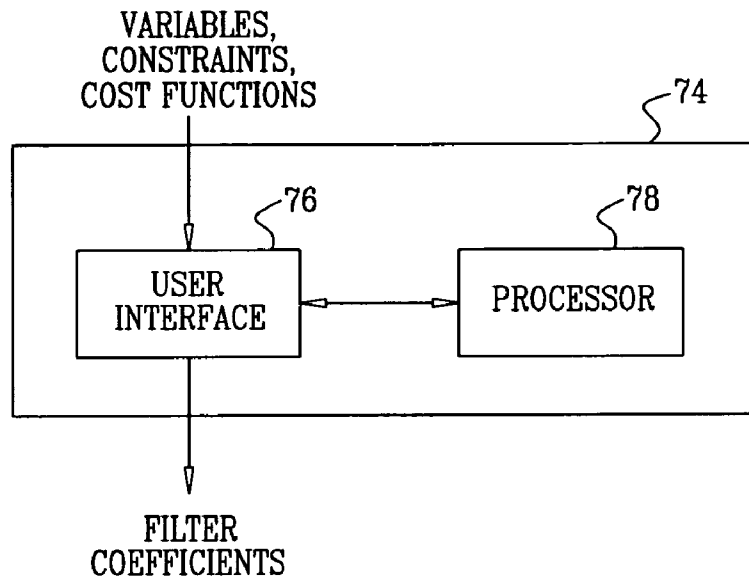 VARIABLES,
CONSTRAINTS,
COST FUNCTIONS
74
76
78
USER
INTERFACE
PROCESSOR
FILTER
COEFFICIENTS